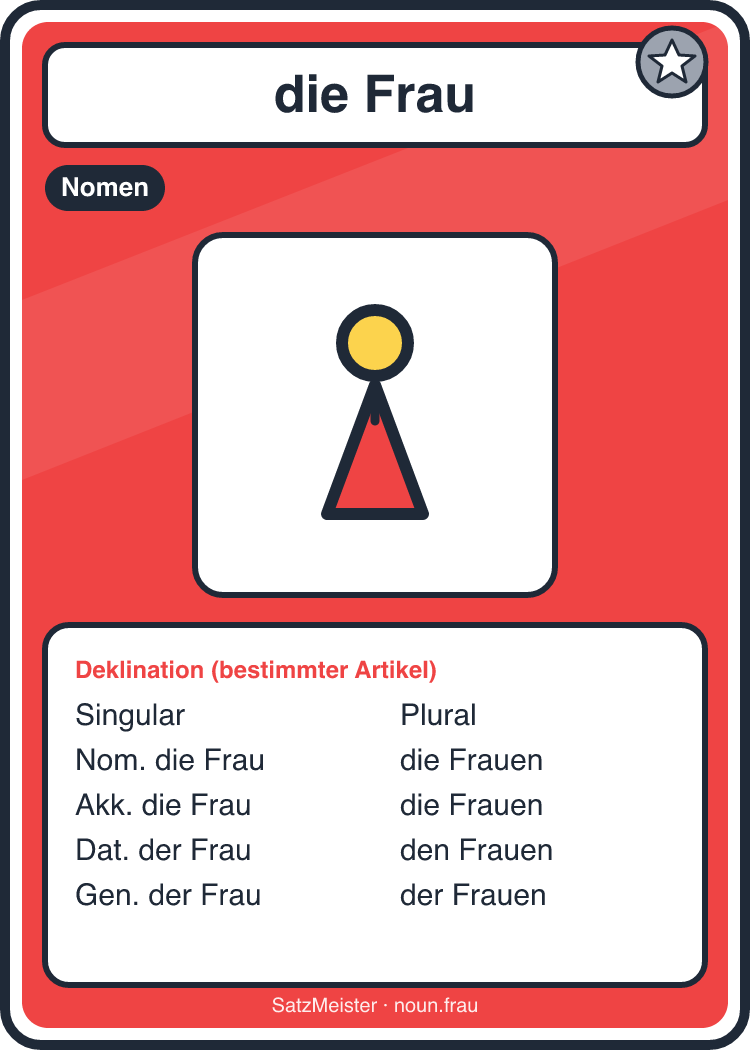 die Frau
Nomen
Deklination (bestimmter Artikel)
Singular Plural
Nom. die Frau die Frauen
Akk. die Frau die Frauen
Dat. der Frau den Frauen
Gen. der Frau der Frauen
SatzMeister · noun.frau